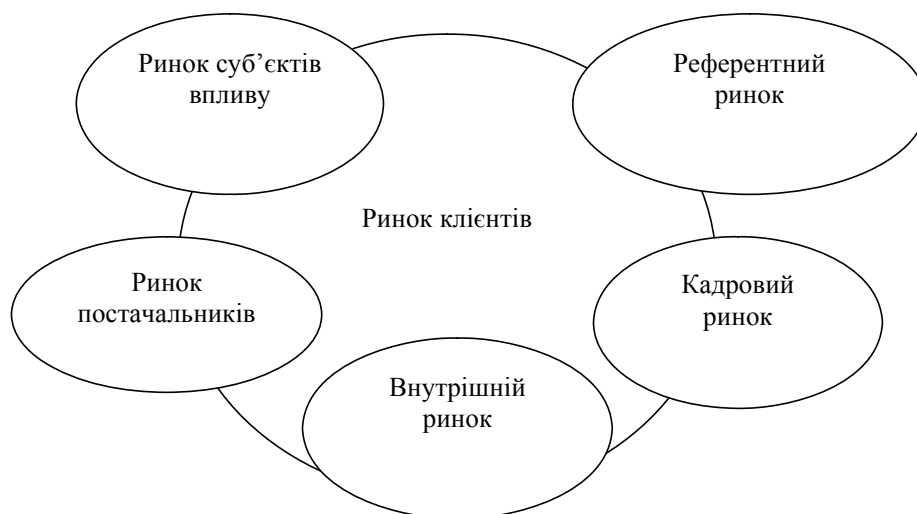 Ринок суб’єктів
впливу
Референтний
ринок
Ринок клієнтів
Ринок
постачальників
Кадровий
ринок
Внутрішній
ринок